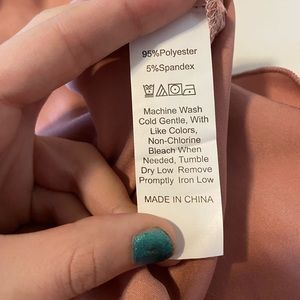 95%Polyester
5%Spandex
Machine Wash
Cold Gentle, With
Like Colors,
Non-Chlorine
Bleach When
Needed, Tumble
Dry Low Remove
Promptly Iron Low
MADE IN CHINA